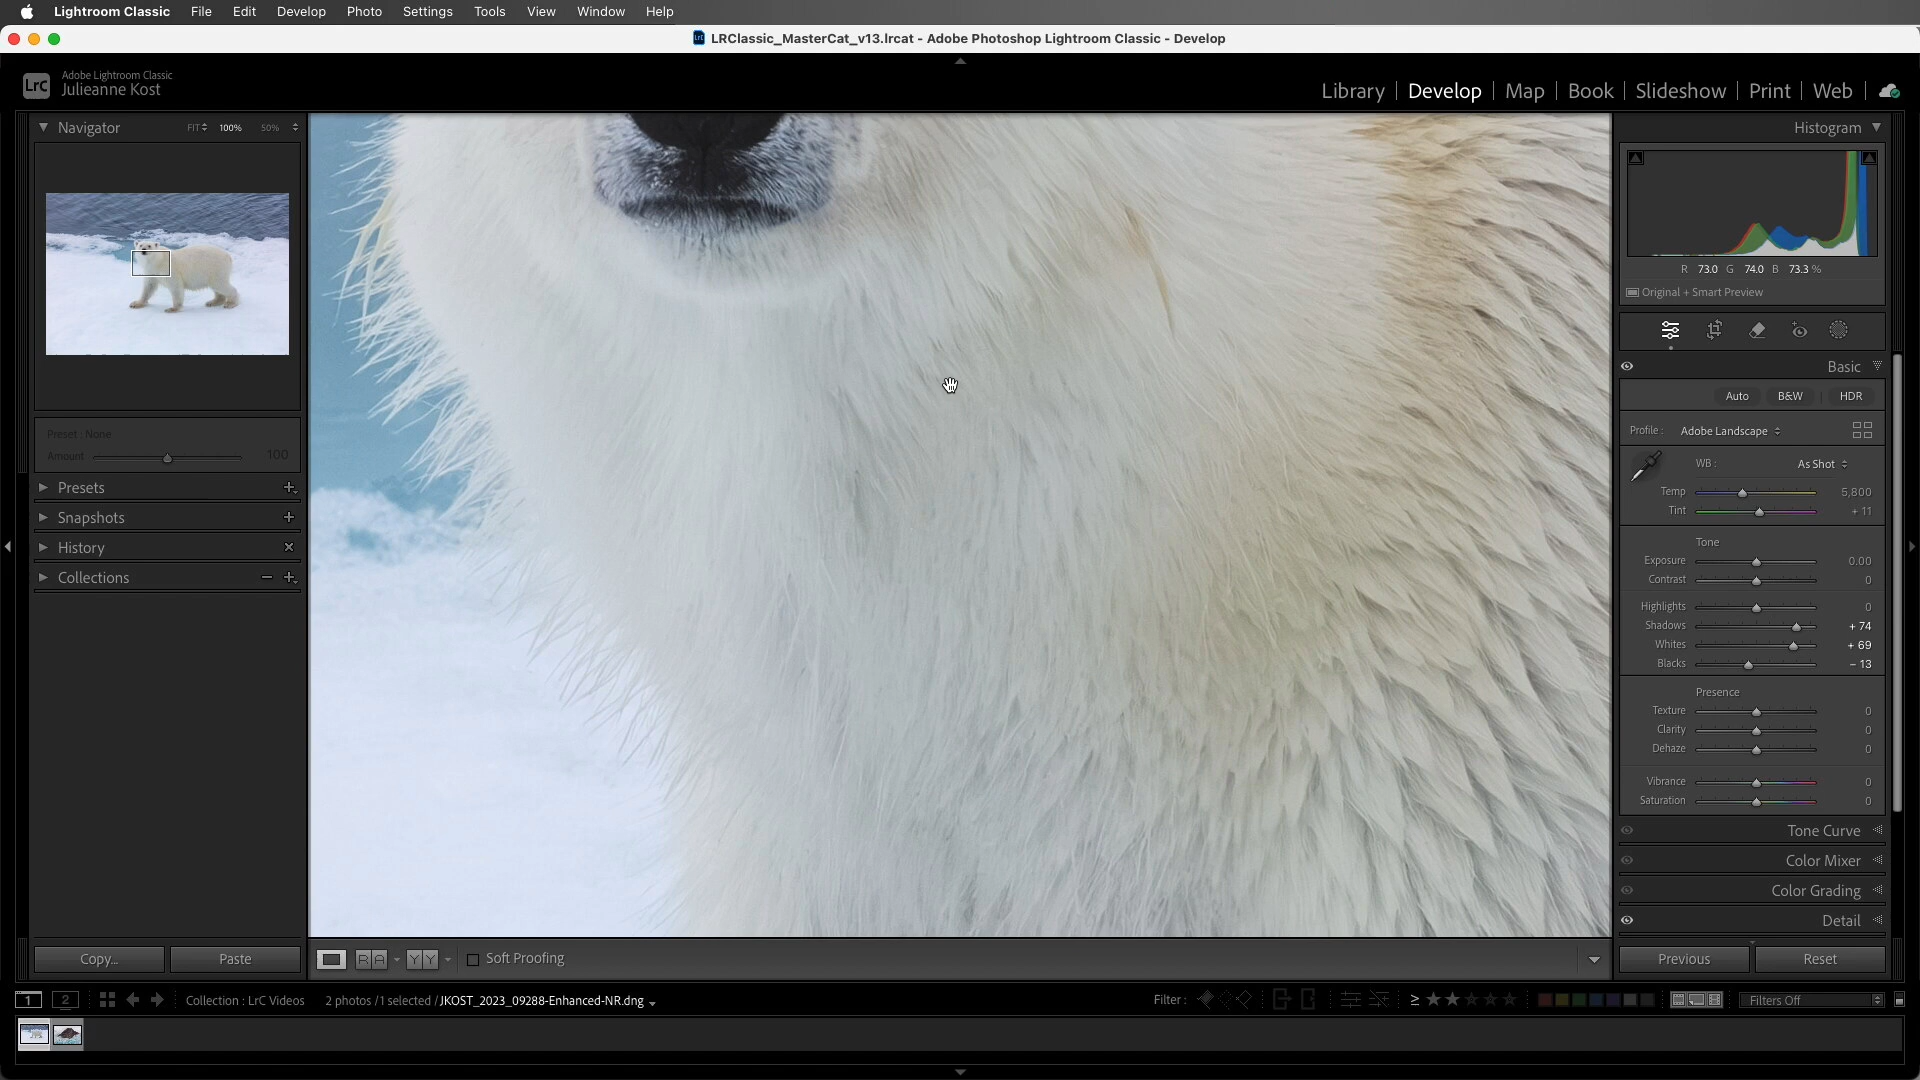 Lightroom Classic File Edit Develop Photo Settings Tools View Window Help
LrC LRClassic_MasterCat_v13.lrcat - Adobe Photoshop Lightroom Classic - Develop
LrC Adobe Lightroom Classic
Julieanne Kost
Library Develop Map Book Slideshow Print Web
Navigator FIT 100% 50%
Histogram
R 73.0 G 74.0 B 73.3 %
Original + Smart Preview
Basic
Auto B&W HDR
Profile : Adobe Landscape
WB : As Shot
Temp 5,800
Tint + 11
Tone
Exposure 0.00
Contrast 0
Highlights 0
Shadows + 74
Whites + 69
Blacks – 13
Presence
Texture 0
Clarity 0
Dehaze 0
Vibrance 0
Saturation 0
Tone Curve
Color Mixer
Color Grading
Detail
Previous Reset
Preset : None
Amount 100
Presets
Snapshots
History
Collections
Copy... Paste
R A Y Y Soft Proofing
1 2 Collection : LrC Videos 2 photos / 1 selected / JKOST_2023_09288-Enhanced-NR.dng Filter : ≥ Filters Off